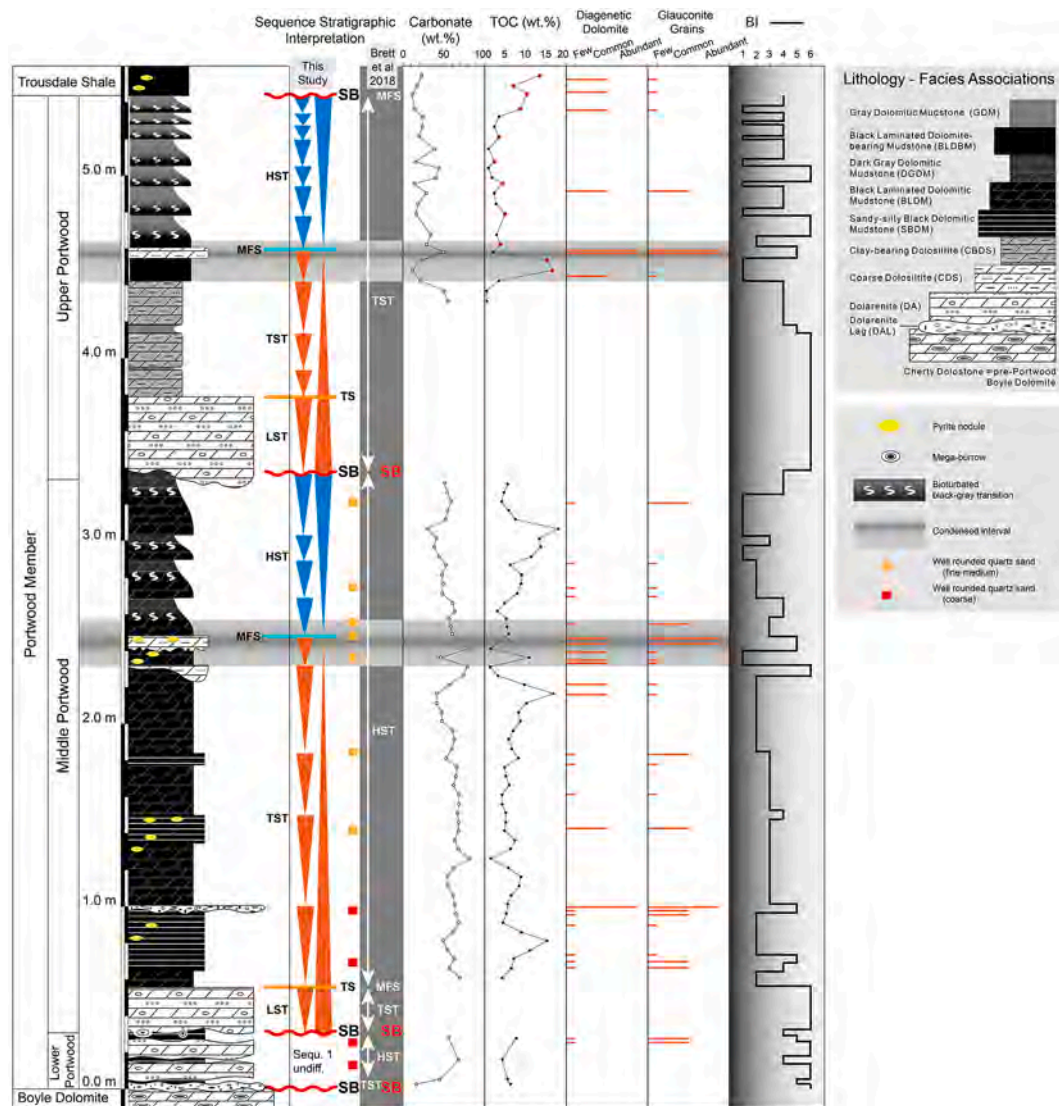 Sequence Stratigraphic
Interpretation
Carbonate
(wt.%)
TOC (wt.%)
Diagenetic
Dolomite
Glauconite
Grains
BI
This
Study
Brett
et al
2018
0 50 100
0 5 10 15 20
Few Common Abundant
Few Common Abundant
1 2 3 4 5 6
Trousdale Shale
Upper Portwood
Portwood Member
Middle Portwood
Lower
Portwood
Boyle Dolomite
5.0 m
4.0 m
3.0 m
2.0 m
1.0 m
0.0 m
SB
MFS
HST
MFS
TST
TST
TS
LST
SB
SB
HST
MFS
HST
TST
TS
MFS
LST
TST
SB
SB
Sequ. 1
undiff.
HST
SB
TST
SB
Lithology - Facies Associations
Gray Dolomitic Mudstone (GDM)
Black Laminated Dolomite-
bearing Mudstone (BLDBM)
Dark Gray Dolomitic
Mudstone (DGDM)
Black Laminated Dolomitic
Mudstone (BLDM)
Sandy-silty Black Dolomitic
Mudstone (SBDM)
Clay-bearing Dolosiltite (CBDS)
Coarse Dolosiltite (CDS)
Dolarenite (DA)
Dolarenite
Lag (DAL)
Cherty Dolostone = pre-Portwood
Boyle Dolomite
Pyrite nodule
Mega-burrow
Bioturbated
black-gray transition
Condensed interval
Well rounded quartz sand
(fine-medium)
Well rounded quartz sand
(coarse)